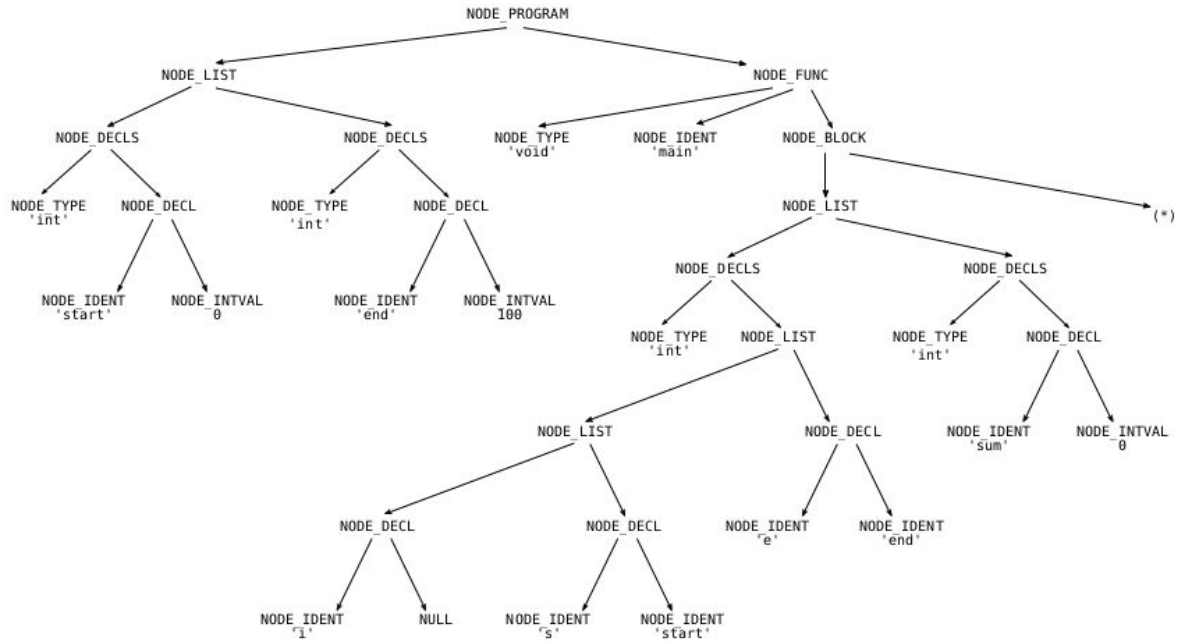 NODE_PROGRAM
NODE_LIST NODE_FUNC
NODE_DECLS NODE_DECLS NODE_TYPE NODE_IDENT NODE_BLOCK
'void' 'main'
NODE_TYPE NODE_DECL NODE_TYPE NODE_DECL NODE_LIST (*)
'int' 'int'
NODE_DECLS NODE_DECLS
NODE_IDENT NODE_INTVAL NODE_IDENT NODE_INTVAL
'start' 0 'end' 100
NODE_TYPE NODE_LIST NODE_TYPE NODE_DECL
'int' 'int'
NODE_LIST NODE_DECL NODE_IDENT NODE_INTVAL
'sum' 0
NODE_DECL NODE_DECL NODE_IDENT NODE_IDENT
'e' 'end'
NODE_IDENT NULL NODE_IDENT NODE_IDENT
'i' 's' 'start'